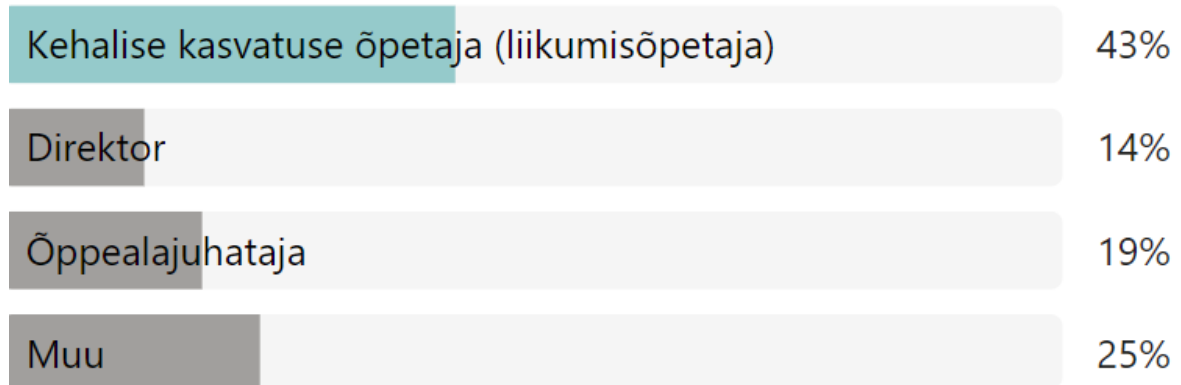 Kehalise kasvatuse õpetaja (liikumisõpetaja) 43%
Direktor 14%
Õppealajuhataja 19%
Muu 25%